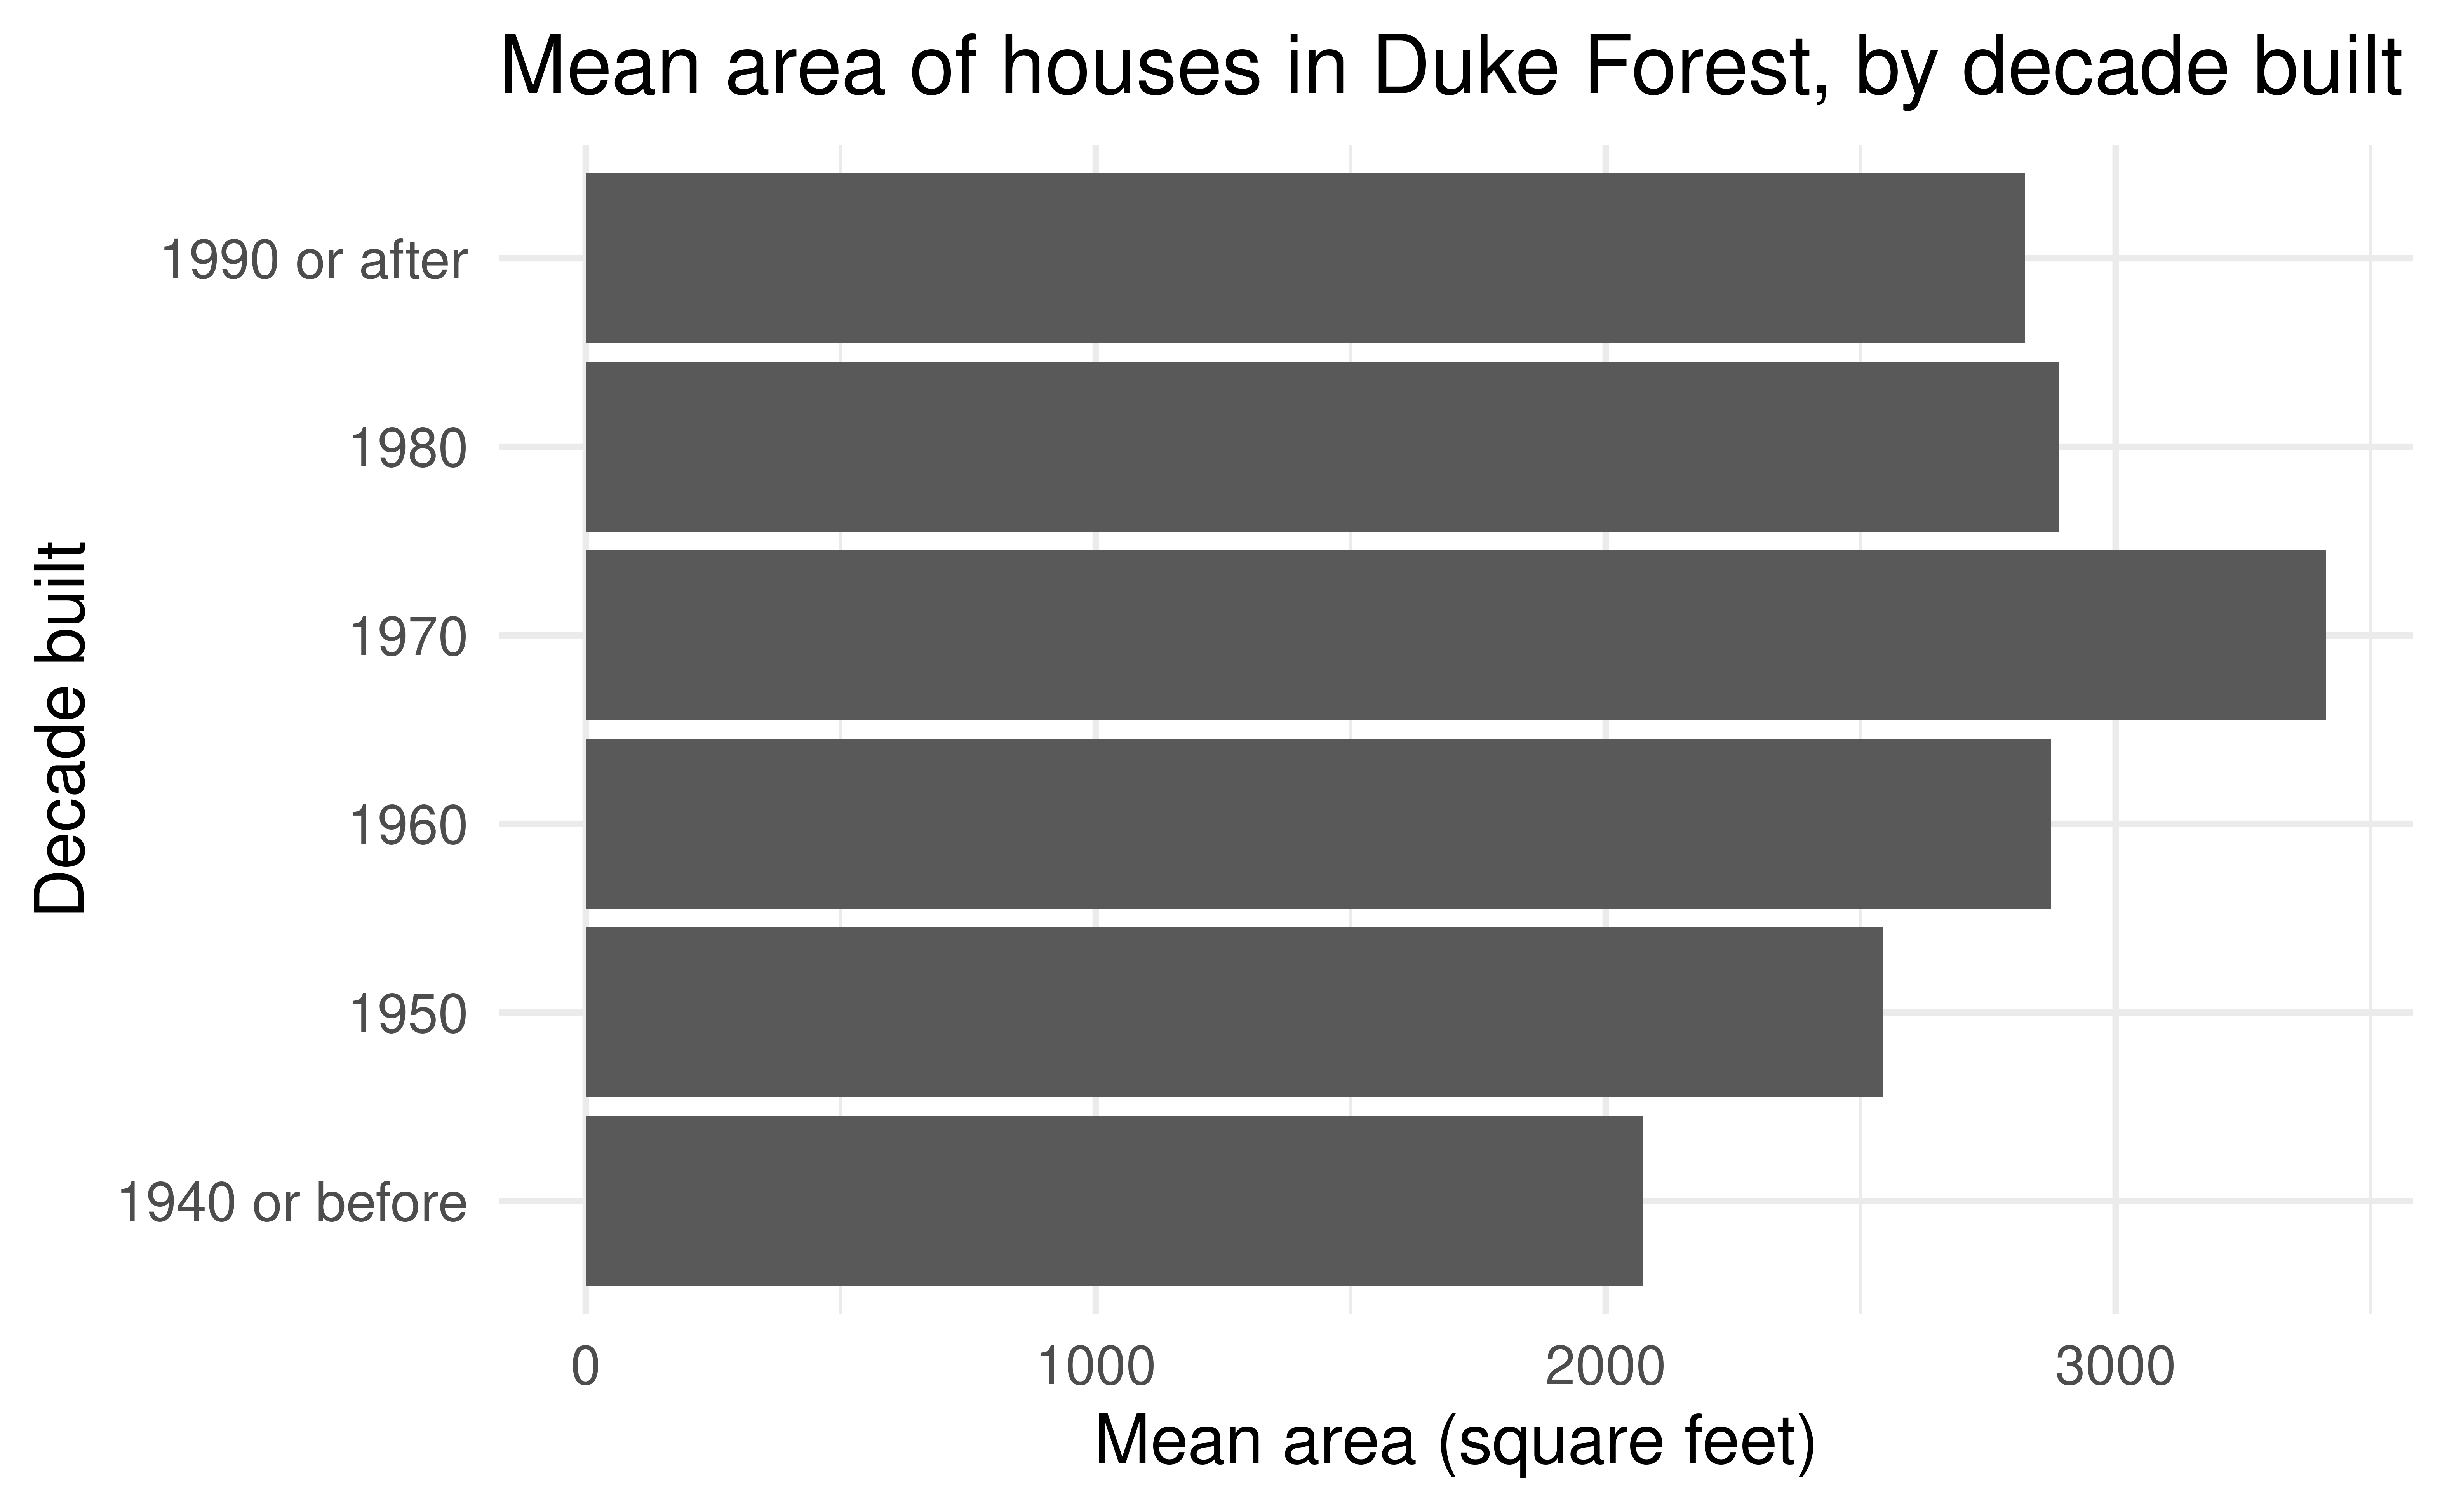 Mean area of houses in Duke Forest, by decade built
Decade built
1990 or after
1980
1970
1960
1950
1940 or before
0 1000 2000 3000
Mean area (square feet)